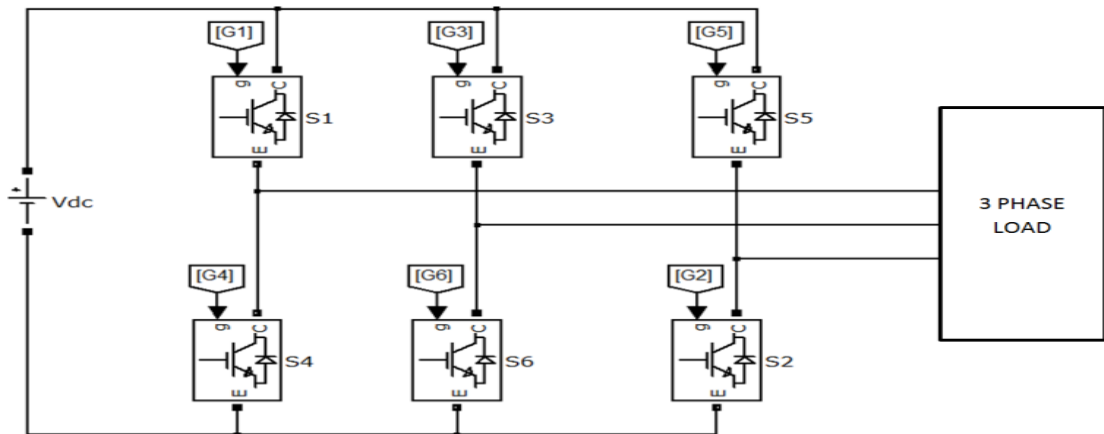 [G1]
[G3]
[G5]
g C
g C
g C
S1
S3
S5
E
E
E
+
Vdc
3 PHASE
LOAD
[G4]
[G6]
[G2]
g C
g C
g C
S4
S6
S2
E
E
E